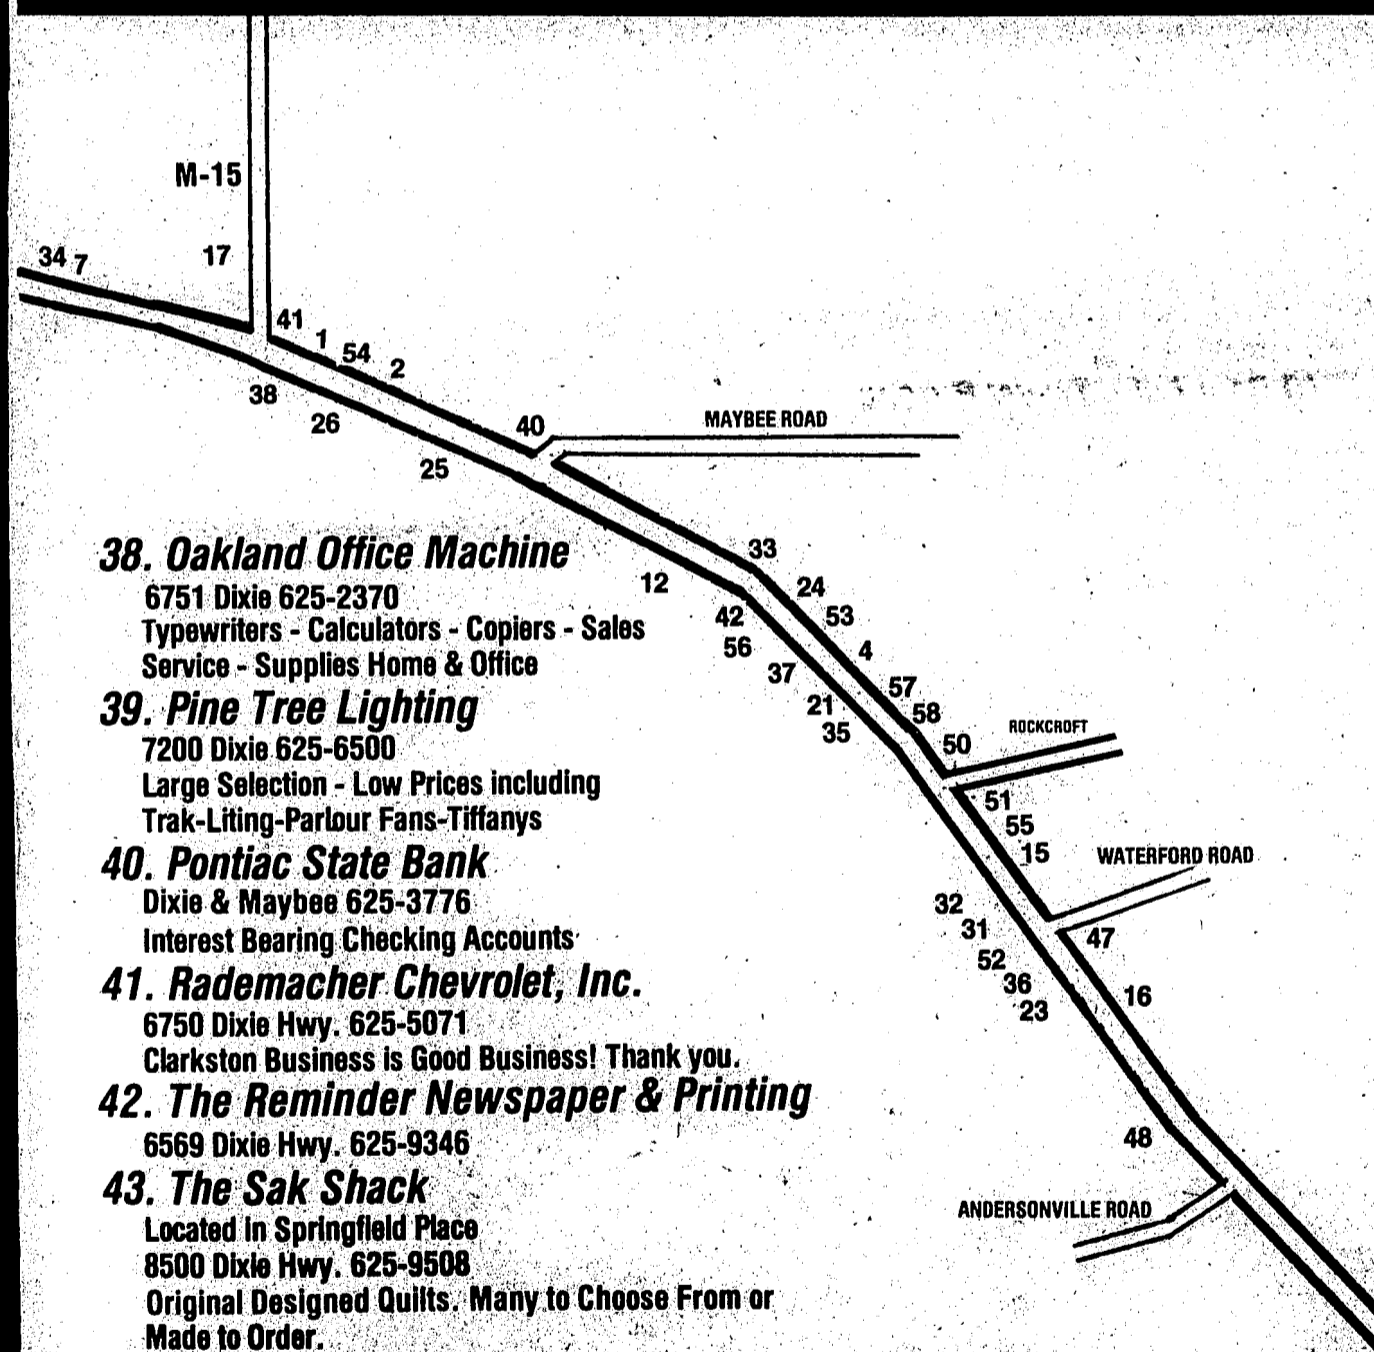 M-15
17
34 7
41
1
54
2
38
26
40
MAYBEE ROAD
25
33
12
24
42
53
56
4
37
57
21
58
35
50
ROCKCROFT
51
55
15
WATERFORD ROAD
32
31
47
52
36
16
23
48
ANDERSONVILLE ROAD
38. Oakland Office Machine
6751 Dixie 625-2370
Typewriters - Calculators - Copiers - Sales
Service - Supplies Home & Office
39. Pine Tree Lighting
7200 Dixie 625-6500
Large Selection - Low Prices including
Trak-Liting-Parlour Fans-Tiffanys
40. Pontiac State Bank
Dixie & Maybee 625-3776
Interest Bearing Checking Accounts
41. Rademacher Chevrolet, Inc.
6750 Dixie Hwy. 625-5071
Clarkston Business is Good Business! Thank you.
42. The Reminder Newspaper & Printing
6569 Dixie Hwy. 625-9346
43. The Sak Shack
Located in Springfield Place
8500 Dixie Hwy. 625-9508
Original Designed Quilts. Many to Choose From or
Made to Order.